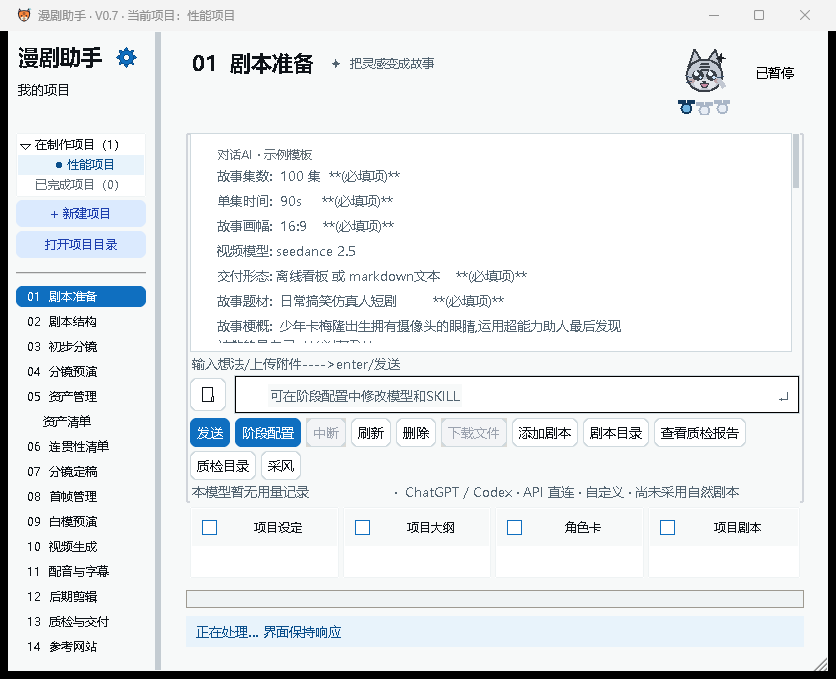 漫剧助手 · V0.7 · 当前项目：性能项目
漫剧助手
我的项目
在制作项目（1）
性能项目
已完成项目（0）
+ 新建项目
打开项目目录
01 剧本准备
02 剧本结构
03 初步分镜
04 分镜预演
05 资产管理
资产清单
06 连贯性清单
07 分镜定稿
08 首帧管理
09 白模预演
10 视频生成
11 配音与字幕
12 后期剪辑
13 质检与交付
14 参考网站
01 剧本准备
✦ 把灵感变成故事
已暂停
对话AI · 示例模板
故事集数: 100 集 **(必填项)**
单集时间: 90s **(必填项)**
故事画幅: 16:9 **(必填项)**
视频模型: seedance 2.5
交付形态: 离线看板 或 markdown文本 **(必填项)**
故事题材: 日常搞笑仿真人短剧 **(必填项)**
故事梗概: 少年卡梅隆出生拥有摄像头的眼睛,运用超能力助人最后发现
输入想法/上传附件---->enter/发送
可在阶段配置中修改模型和SKILL
发送 阶段配置 中断 刷新 删除 下载文件 添加剧本 剧本目录 查看质检报告
质检目录 采风
本模型暂无用量记录
· ChatGPT / Codex · API 直连 · 自定义 · 尚未采用自然剧本
项目设定 项目大纲 角色卡 项目剧本
正在处理... 界面保持响应